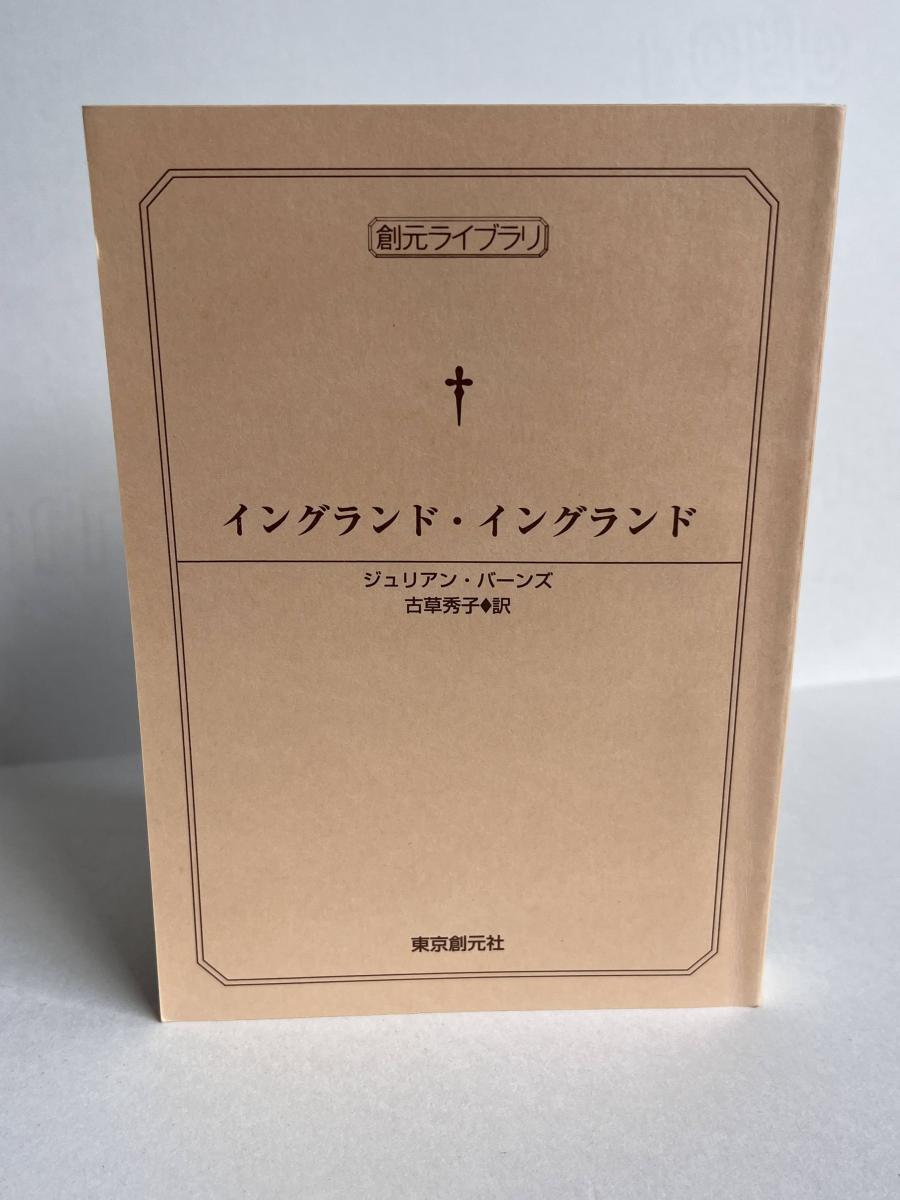 創元ライブラリ
イングランド・イングランド
ジュリアン・バーンズ
古草秀子♦訳
東京創元社